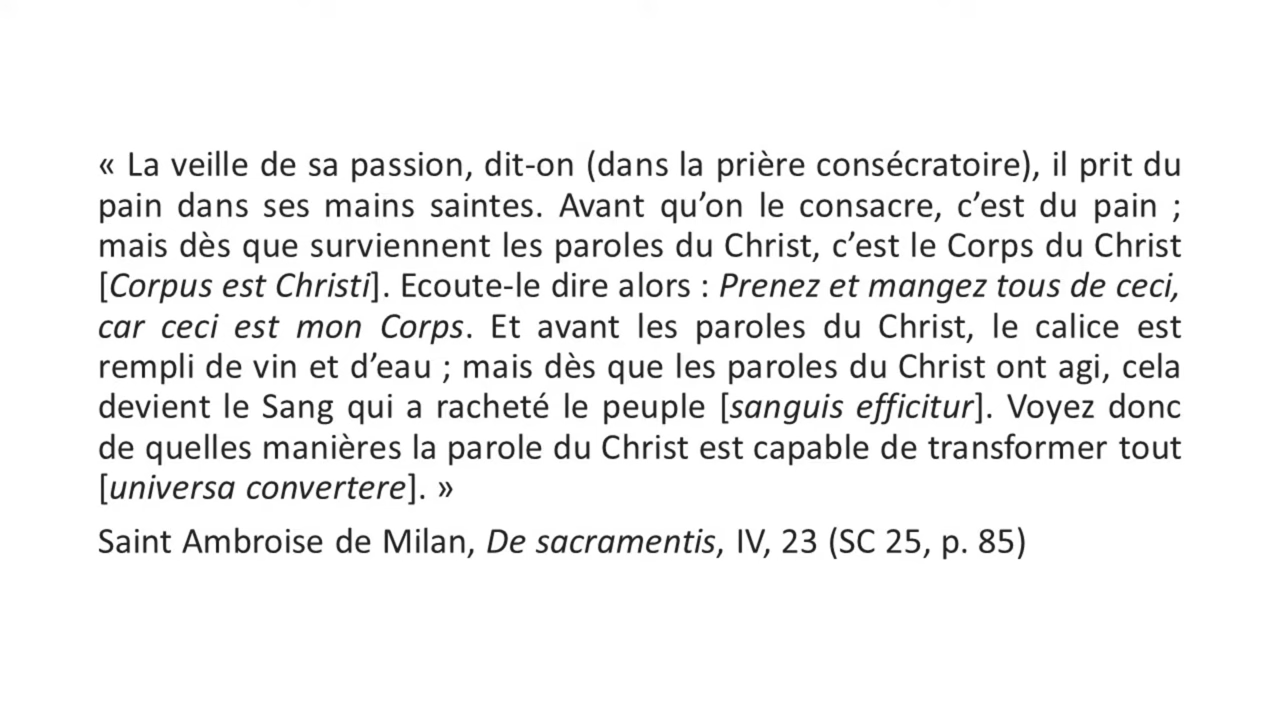 « La veille de sa passion, dit-on (dans la prière consécratoire), il prit du
pain dans ses mains saintes. Avant qu’on le consacre, c’est du pain ;
mais dès que surviennent les paroles du Christ, c’est le Corps du Christ
[Corpus est Christi]. Ecoute-le dire alors : Prenez et mangez tous de ceci,
car ceci est mon Corps. Et avant les paroles du Christ, le calice est
rempli de vin et d’eau ; mais dès que les paroles du Christ ont agi, cela
devient le Sang qui a racheté le peuple [sanguis efficitur]. Voyez donc
de quelles manières la parole du Christ est capable de transformer tout
[universa convertere]. »
Saint Ambroise de Milan, De sacramentis, IV, 23 (SC 25, p. 85)